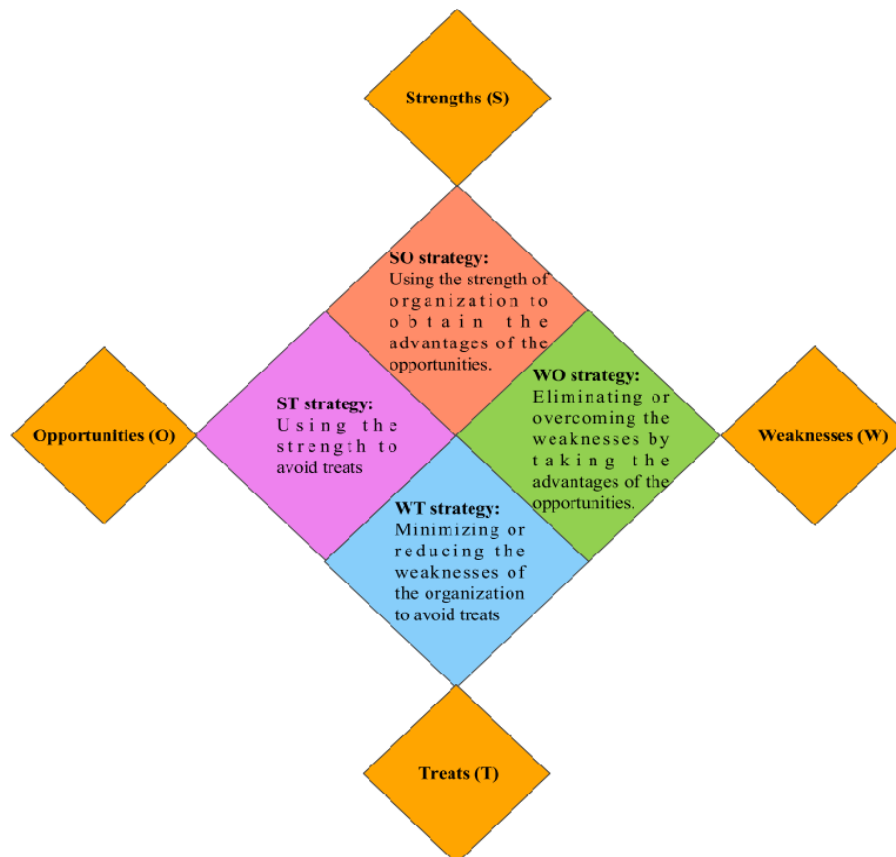 Strengths (S)
SO strategy:
Using the strength of
organization to
obtain the
advantages of the
opportunities.
WO strategy:
Eliminating or
overcoming the
weaknesses by
taking the
advantages of the
opportunities.
ST strategy:
Using the
strength to
avoid treats
Opportunities (O)
Weaknesses (W)
WT strategy:
Minimizing or
reducing the
weaknesses of
the organization
to avoid treats
Treats (T)